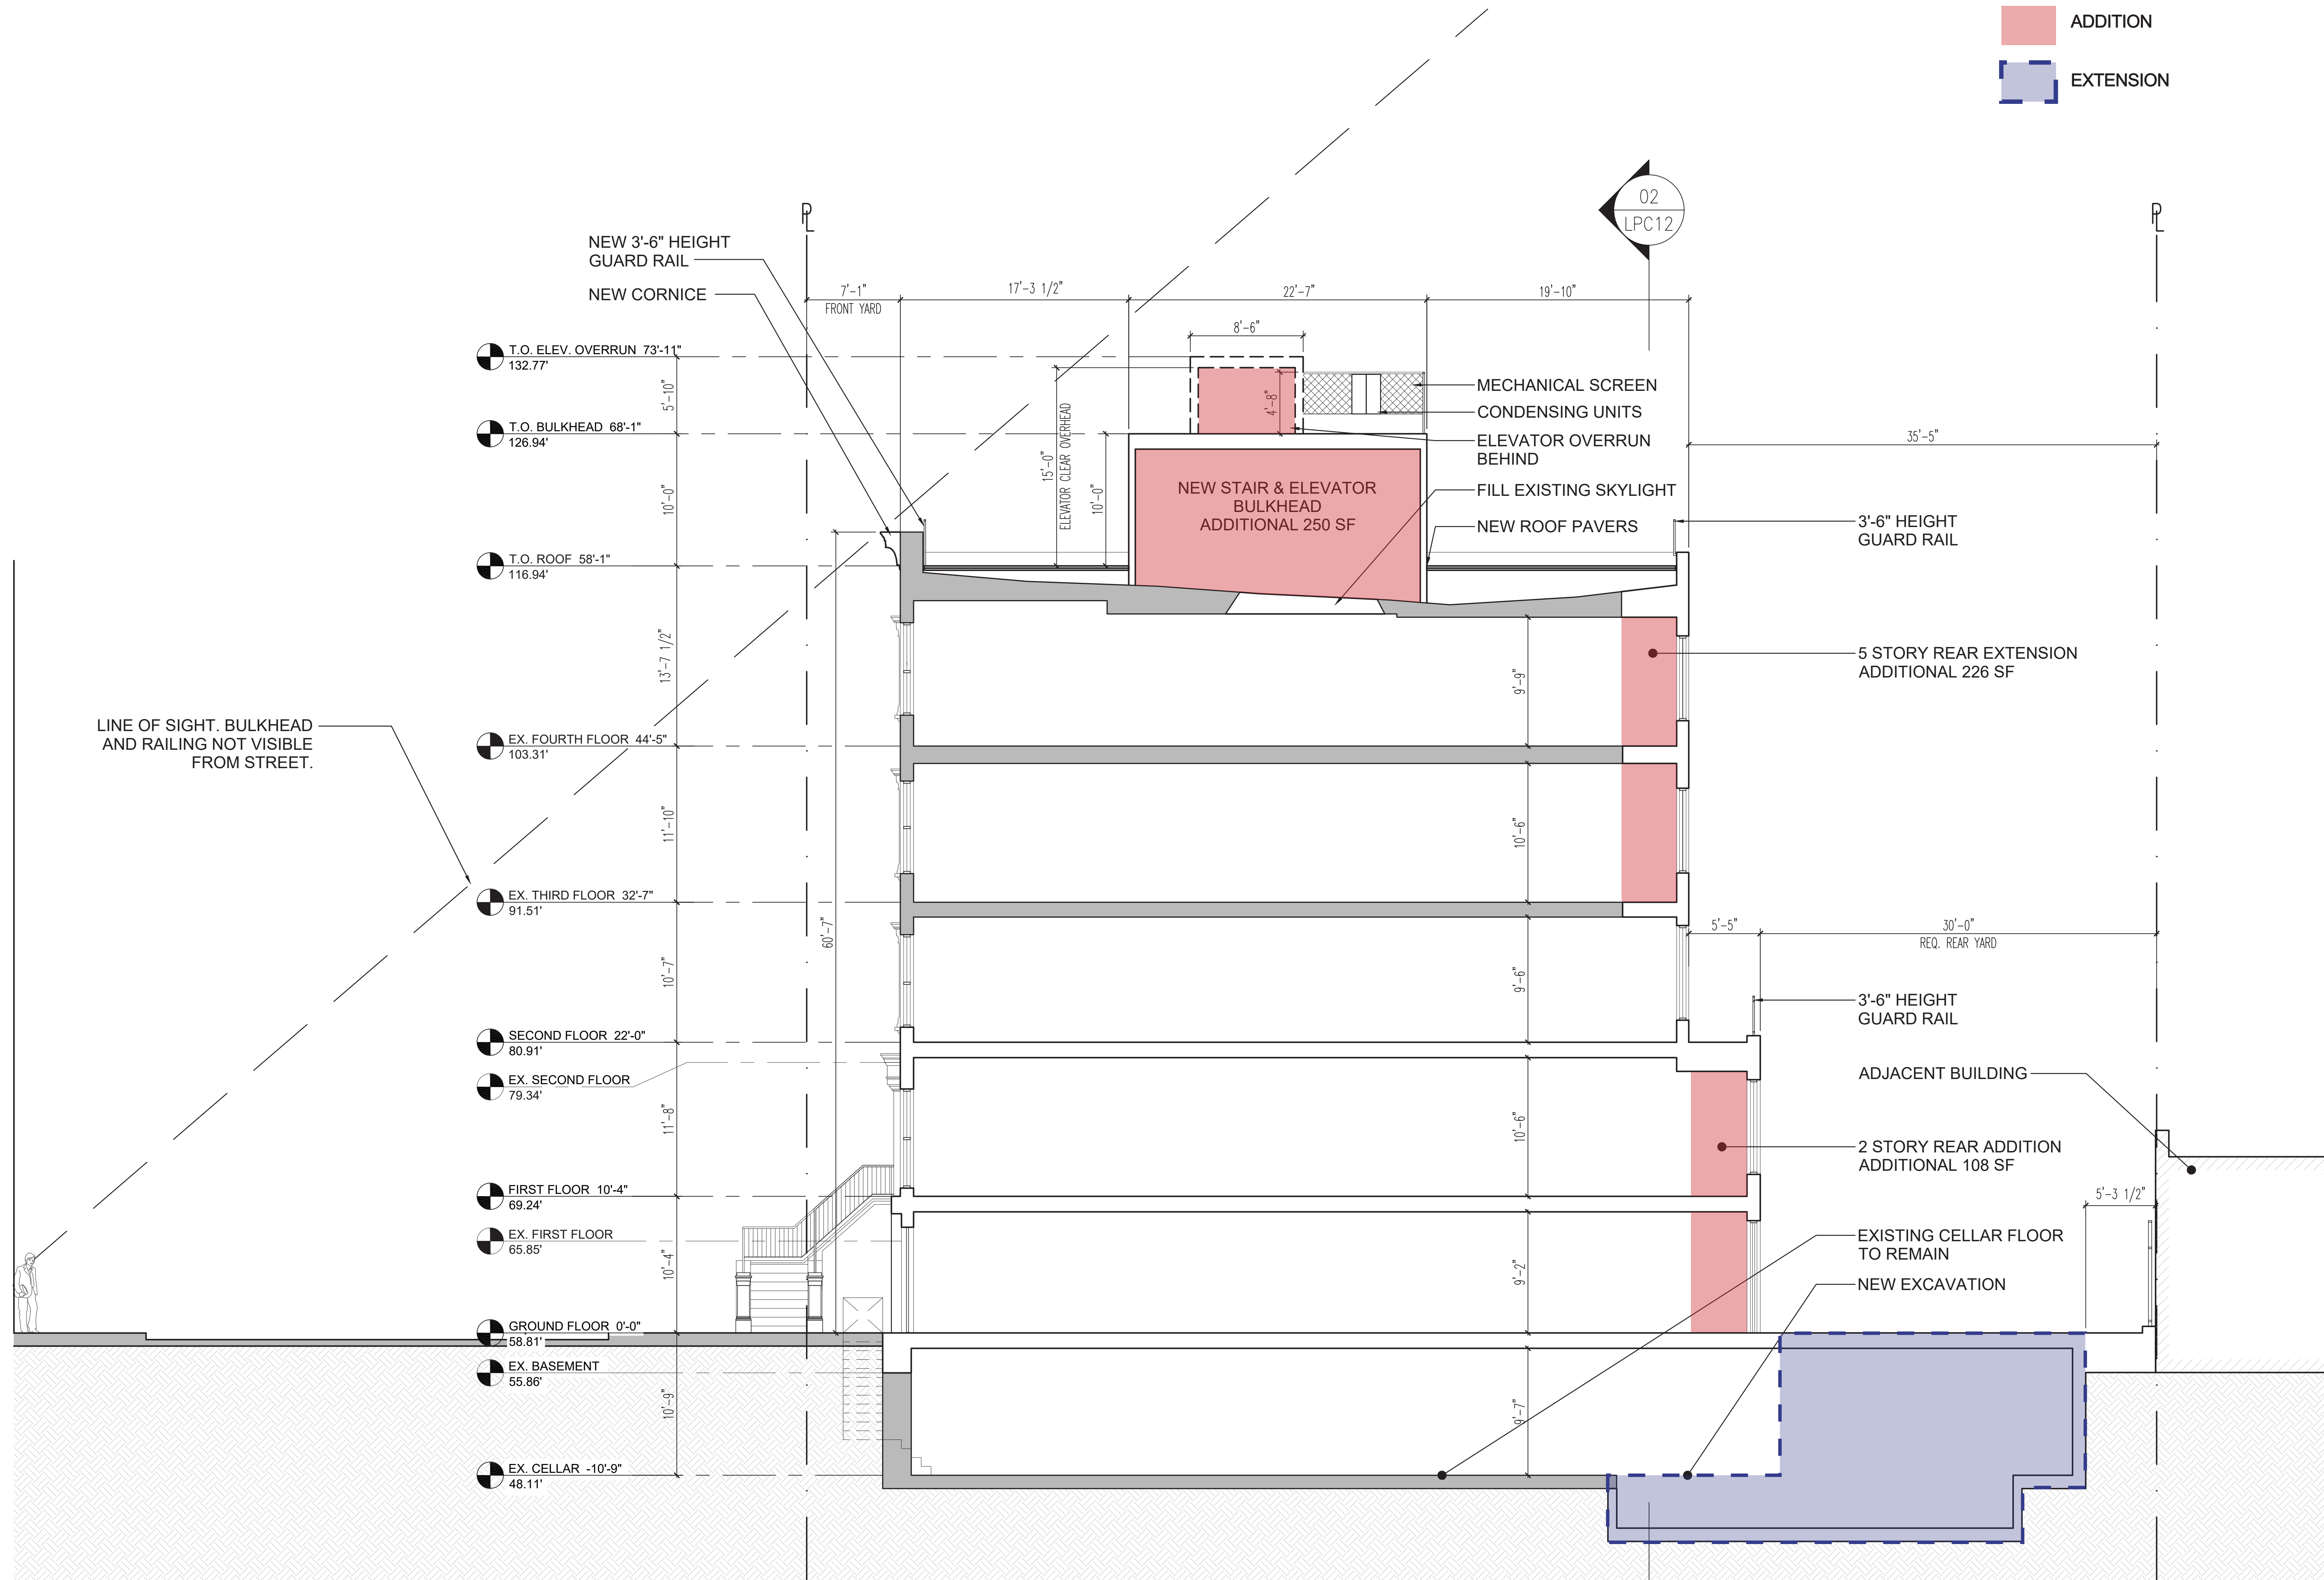 ADDITION
EXTENSION
02
LPC12
PL
PL
NEW 3'-6" HEIGHT
GUARD RAIL
NEW CORNICE
7'-1"
FRONT YARD
17'-3 1/2"
22'-7"
19'-10"
8'-6"
T.O. ELEV. OVERRUN 73'-11"
132.77'
5'-10"
T.O. BULKHEAD 68'-1"
126.94'
10'-0"
T.O. ROOF 58'-1"
116.94'
13'-7 1/2"
EX. FOURTH FLOOR 44'-5"
103.31'
11'-10"
EX. THIRD FLOOR 32'-7"
91.51'
10'-7"
SECOND FLOOR 22'-0"
80.91'
EX. SECOND FLOOR
79.34'
11'-8"
FIRST FLOOR 10'-4"
69.24'
EX. FIRST FLOOR
65.85'
10'-4"
GROUND FLOOR 0'-0"
58.81'
EX. BASEMENT
55.86'
10'-9"
EX. CELLAR -10'-9"
48.11'
LINE OF SIGHT. BULKHEAD
AND RAILING NOT VISIBLE
FROM STREET.
60'-7"
15'-0"
ELEVATOR CLEAR OVERHEAD
10'-0"
4'-8"
NEW STAIR & ELEVATOR
BULKHEAD
ADDITIONAL 250 SF
MECHANICAL SCREEN
CONDENSING UNITS
ELEVATOR OVERRUN
BEHIND
FILL EXISTING SKYLIGHT
NEW ROOF PAVERS
35'-5"
3'-6" HEIGHT
GUARD RAIL
9'-9"
10'-6"
9'-6"
10'-6"
9'-2"
9'-7"
5 STORY REAR EXTENSION
ADDITIONAL 226 SF
5'-5"
30'-0"
REQ. REAR YARD
3'-6" HEIGHT
GUARD RAIL
ADJACENT BUILDING
2 STORY REAR ADDITION
ADDITIONAL 108 SF
5'-3 1/2"
EXISTING CELLAR FLOOR
TO REMAIN
NEW EXCAVATION